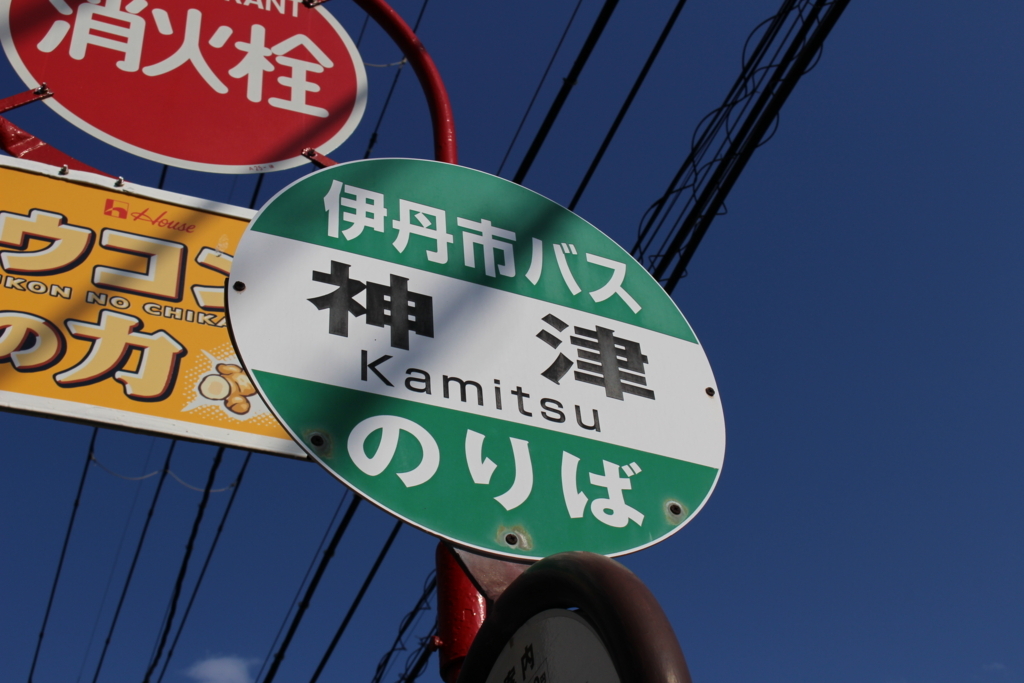 消火栓
House
ウコン
UKON NO CHIKA
の力
伊丹市バス
神 津
Kamitsu
のりば